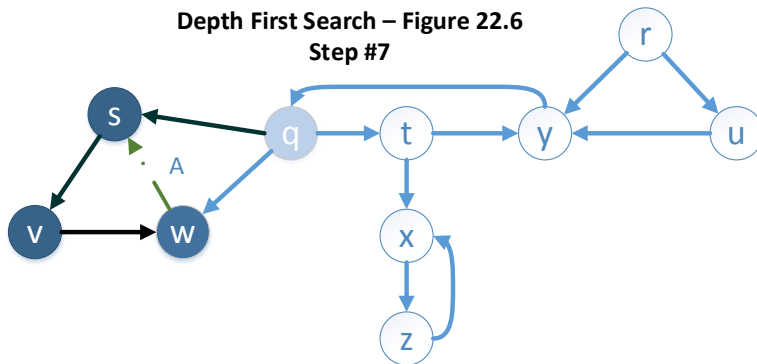 Depth First Search – Figure 22.6
Step #7
r
s
q
t
y
u
A
v
w
x
z